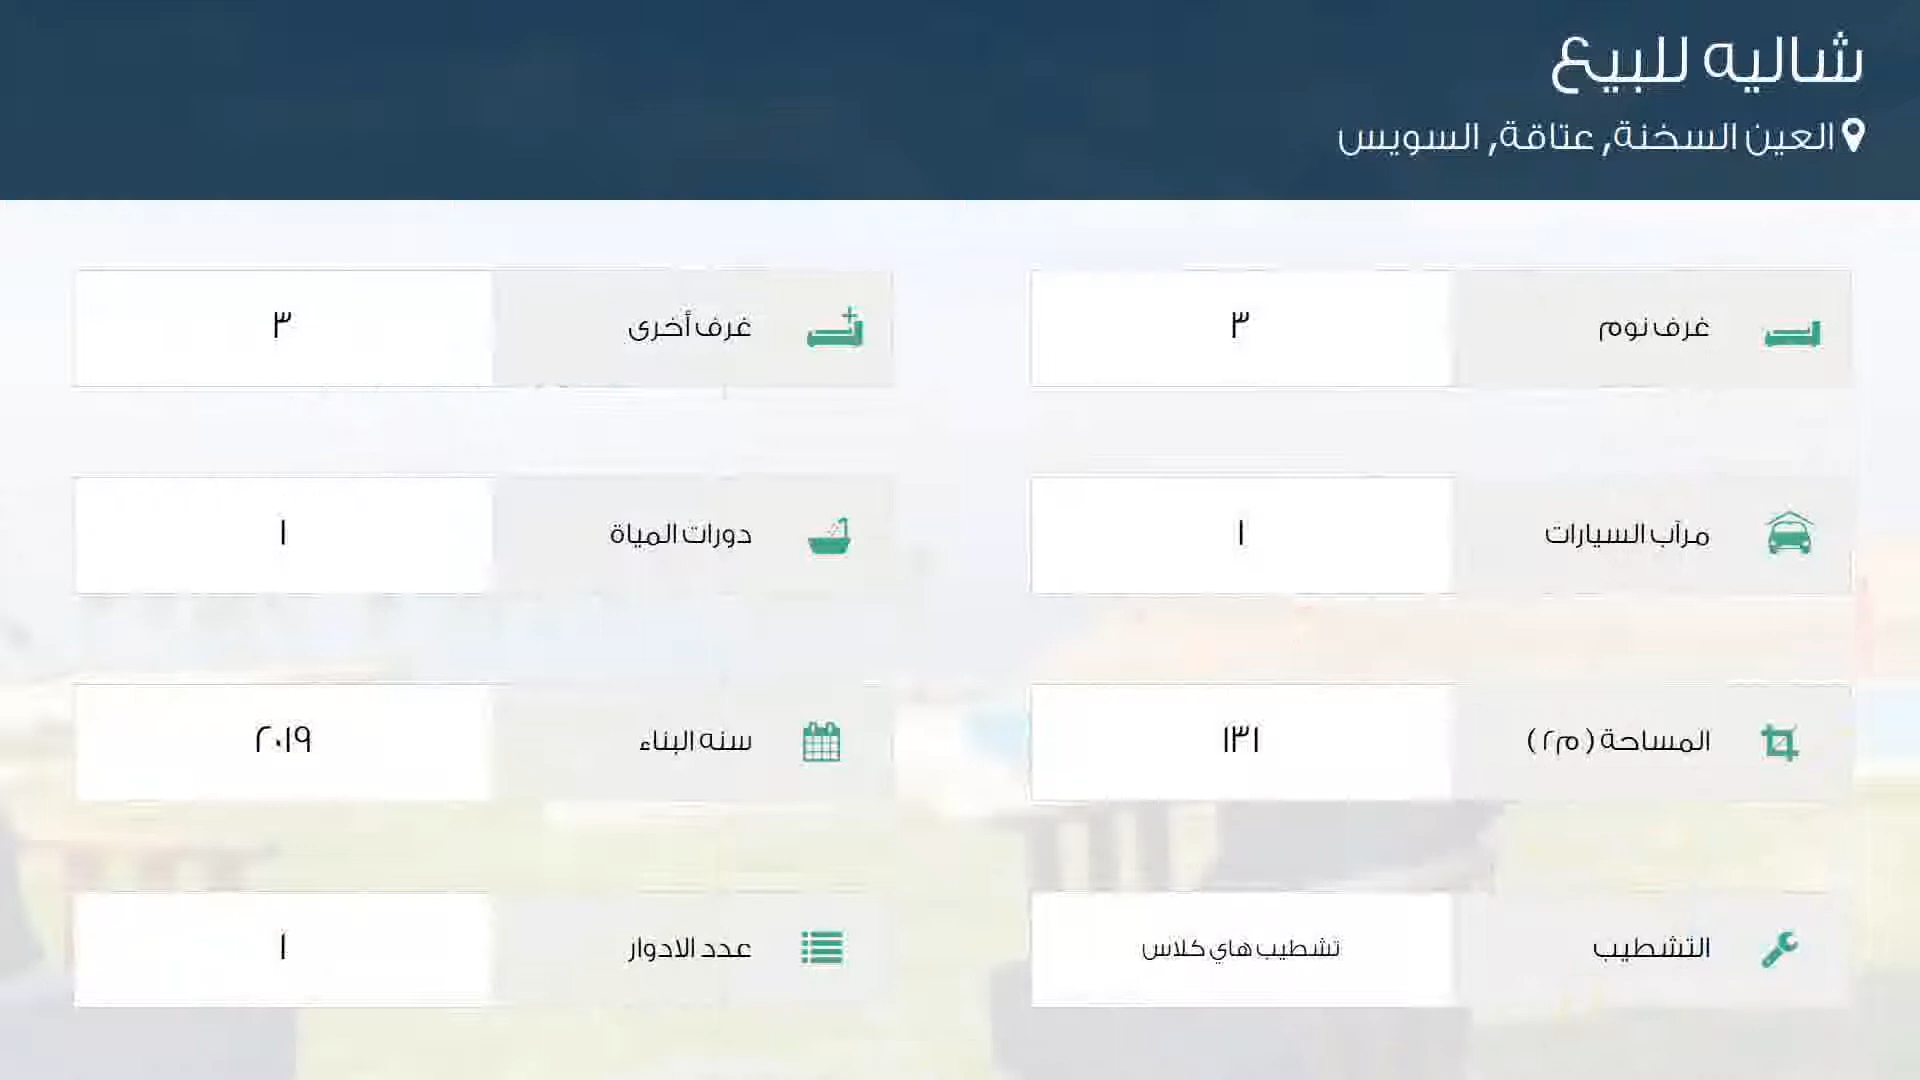 شاليه للبيع
العين السخنة, عتاقة, السويس
غرف نوم
٣
غرف أخرى
٣
مرآب السيارات
١
دورات المياة
١
المساحة (م٢)
١٣١
سنه البناء
٢٠١٩
التشطيب
تشطيب هاي كلاس
عدد الادوار
١